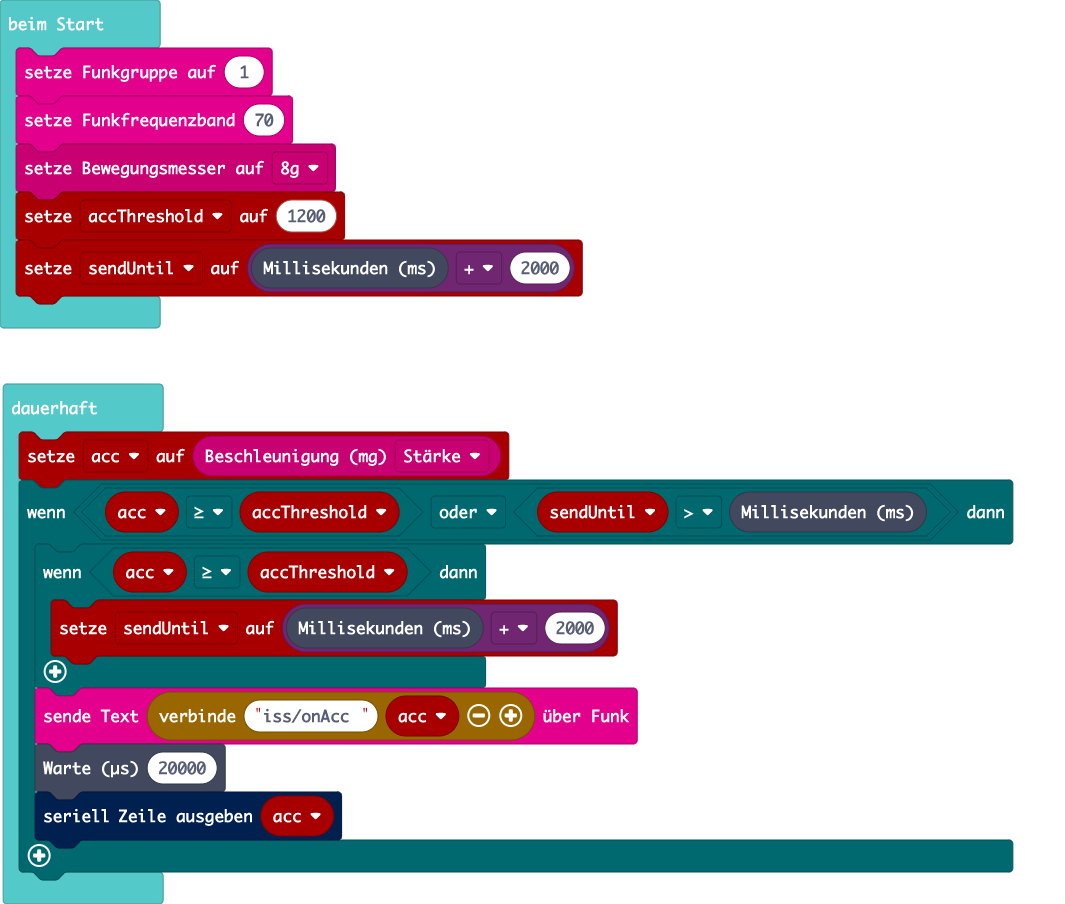 beim Start
setze Funkgruppe auf 1
setze Funkfrequenzband 70
setze Bewegungsmesser auf 8g
setze accThreshold auf 1200
setze sendUntil auf Millisekunden (ms) + 2000
dauerhaft
setze acc auf Beschleunigung (mg) Stärke
wenn acc ≥ accThreshold oder sendUntil > Millisekunden (ms) dann
wenn acc ≥ accThreshold dann
setze sendUntil auf Millisekunden (ms) + 2000
sende Text verbinde "iss/onAcc " acc über Funk
Warte (µs) 20000
seriell Zeile ausgeben acc